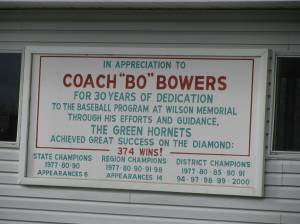 IN APPRECIATION TO
COACH "BO" BOWERS
FOR 30 YEARS OF DEDICATION
TO THE BASEBALL PROGRAM AT WILSON MEMORIAL
THROUGH HIS EFFORTS AND GUIDANCE,
THE GREEN HORNETS
ACHIEVED GREAT SUCCESS ON THE DIAMOND:
374 WINS!
STATE CHAMPIONS REGION CHAMPIONS DISTRICT CHAMPIONS
1977-80-90 1977-80-90-91-98 1977-80-85-90-91
APPEARANCES 6 APPEARANCES 14 94-97-98-99-2000